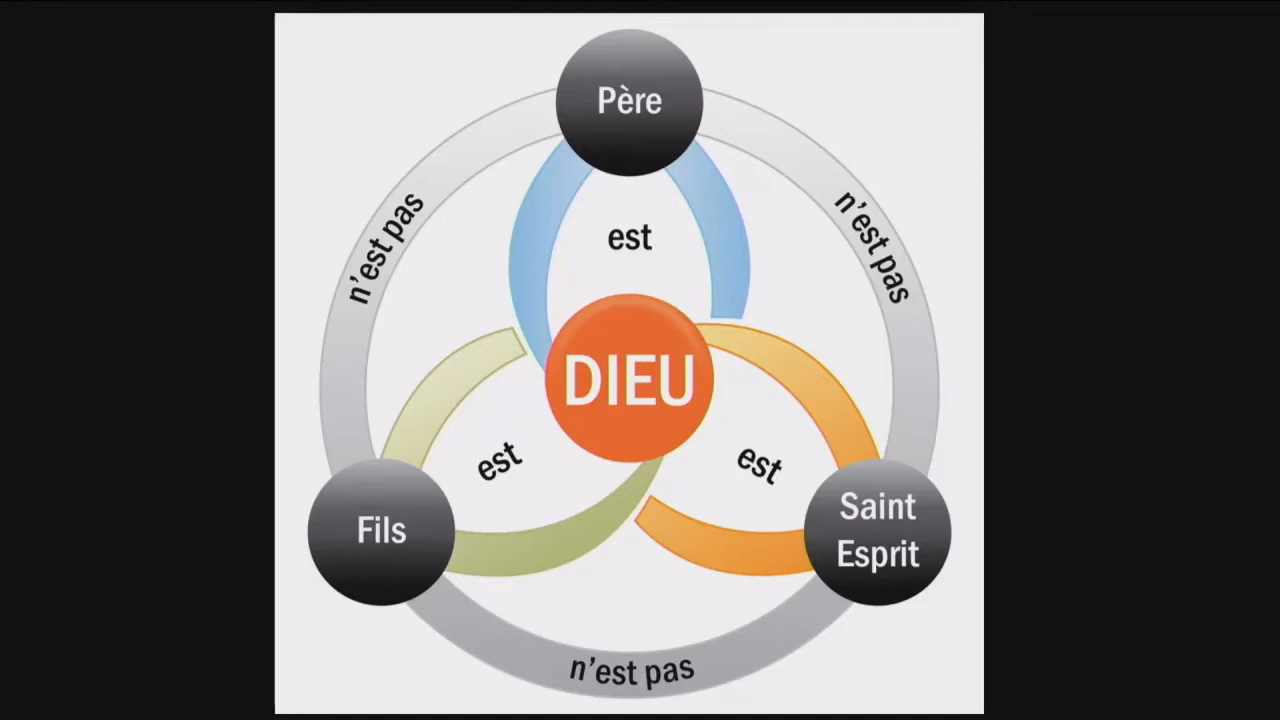 Père
n'est pas
n'est pas
est
DIEU
est
est
Fils
Saint
Esprit
n'est pas